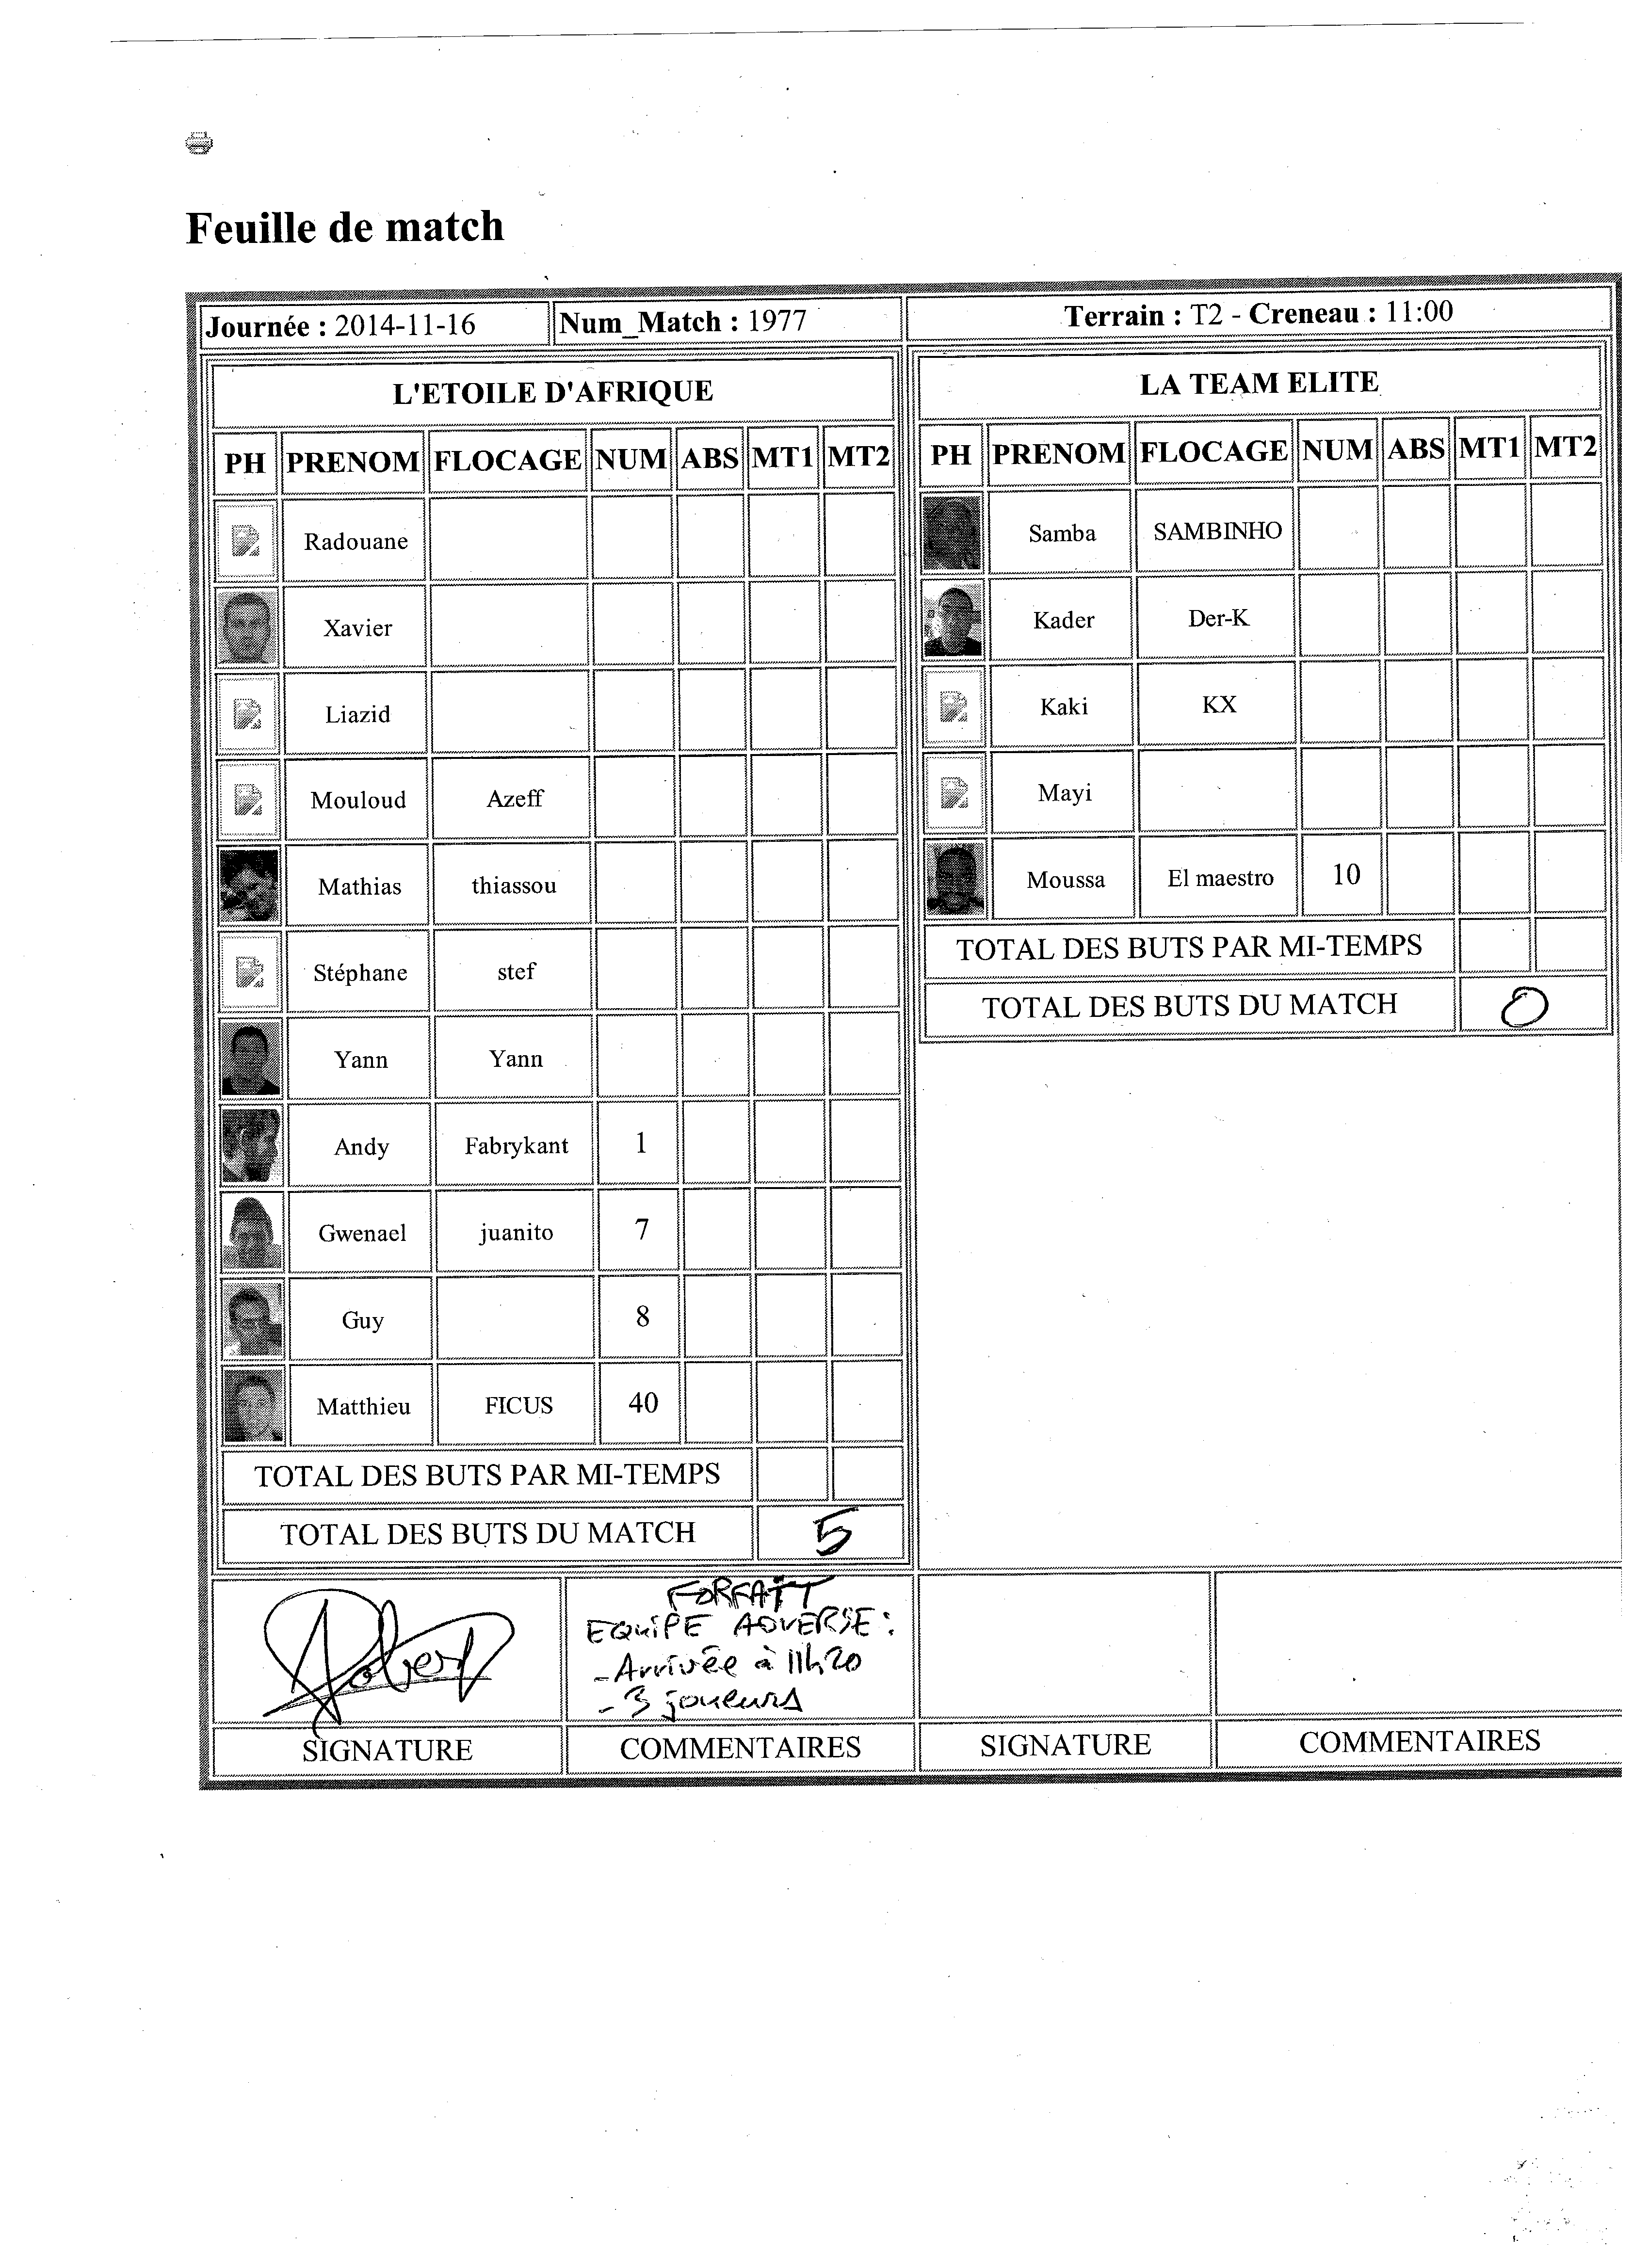 Feuille de match
Journée : 2014-11-16 Num_Match : 1977 Terrain : T2 - Creneau : 11:00
L'ETOILE D'AFRIQUE
PH PRENOM FLOCAGE NUM ABS MT1 MT2
Radouane
Xavier
Liazid
Mouloud Azeff
Mathias thiassou
Stéphane stef
Yann Yann
Andy Fabrykant 1
Gwenael juanito 7
Guy 8
Matthieu FICUS 40
TOTAL DES BUTS PAR MI-TEMPS
TOTAL DES BUTS DU MATCH 5
LA TEAM ELITE
PH PRENOM FLOCAGE NUM ABS MT1 MT2
Samba SAMBINHO
Kader Der-K
Kaki KX
Mayi
Moussa El maestro 10
TOTAL DES BUTS PAR MI-TEMPS
TOTAL DES BUTS DU MATCH 0
FORFAIT
EQUIPE ADVERSE :
- Arrivée à 11h20
- 3 joueurs
SIGNATURE COMMENTAIRES SIGNATURE COMMENTAIRES